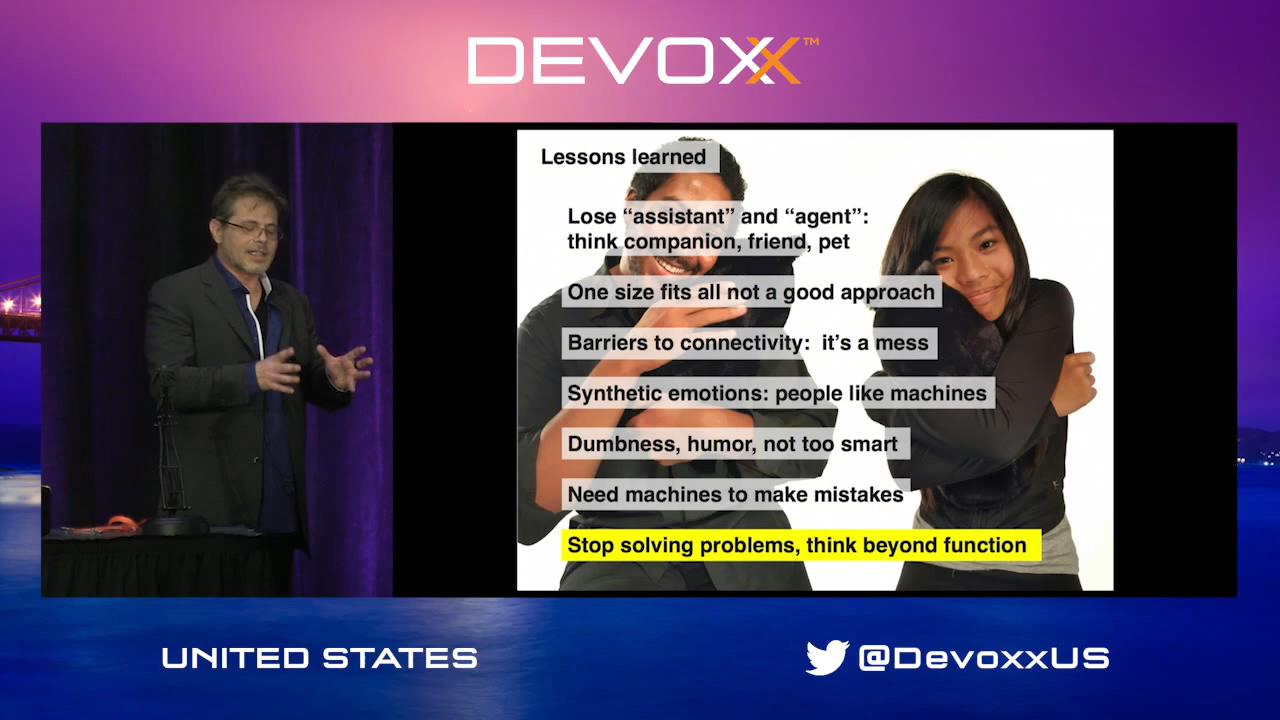 DEVOXX™
Lessons learned
Lose “assistant” and “agent”:
think companion, friend, pet
One size fits all not a good approach
Barriers to connectivity:  it’s a mess
Synthetic emotions: people like machines
Dumbness, humor, not too smart
Need machines to make mistakes
Stop solving problems, think beyond function
UNITED STATES
@DevoxxUS